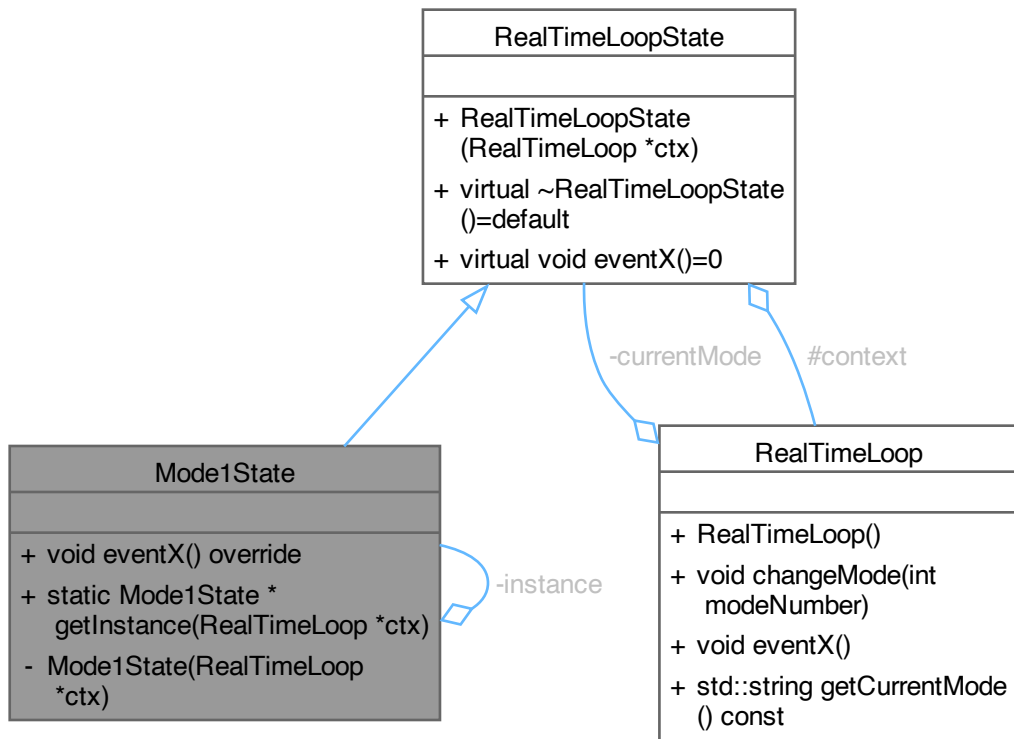 RealTimeLoopState
+ RealTimeLoopState
(RealTimeLoop *ctx)
+ virtual ~RealTimeLoopState
()=default
+ virtual void eventX()=0
-currentMode
#context
Mode1State
+ void eventX() override
+ static Mode1State *
getInstance(RealTimeLoop *ctx)
- Mode1State(RealTimeLoop
*ctx)
-instance
RealTimeLoop
+ RealTimeLoop()
+ void changeMode(int
modeNumber)
+ void eventX()
+ std::string getCurrentMode
() const